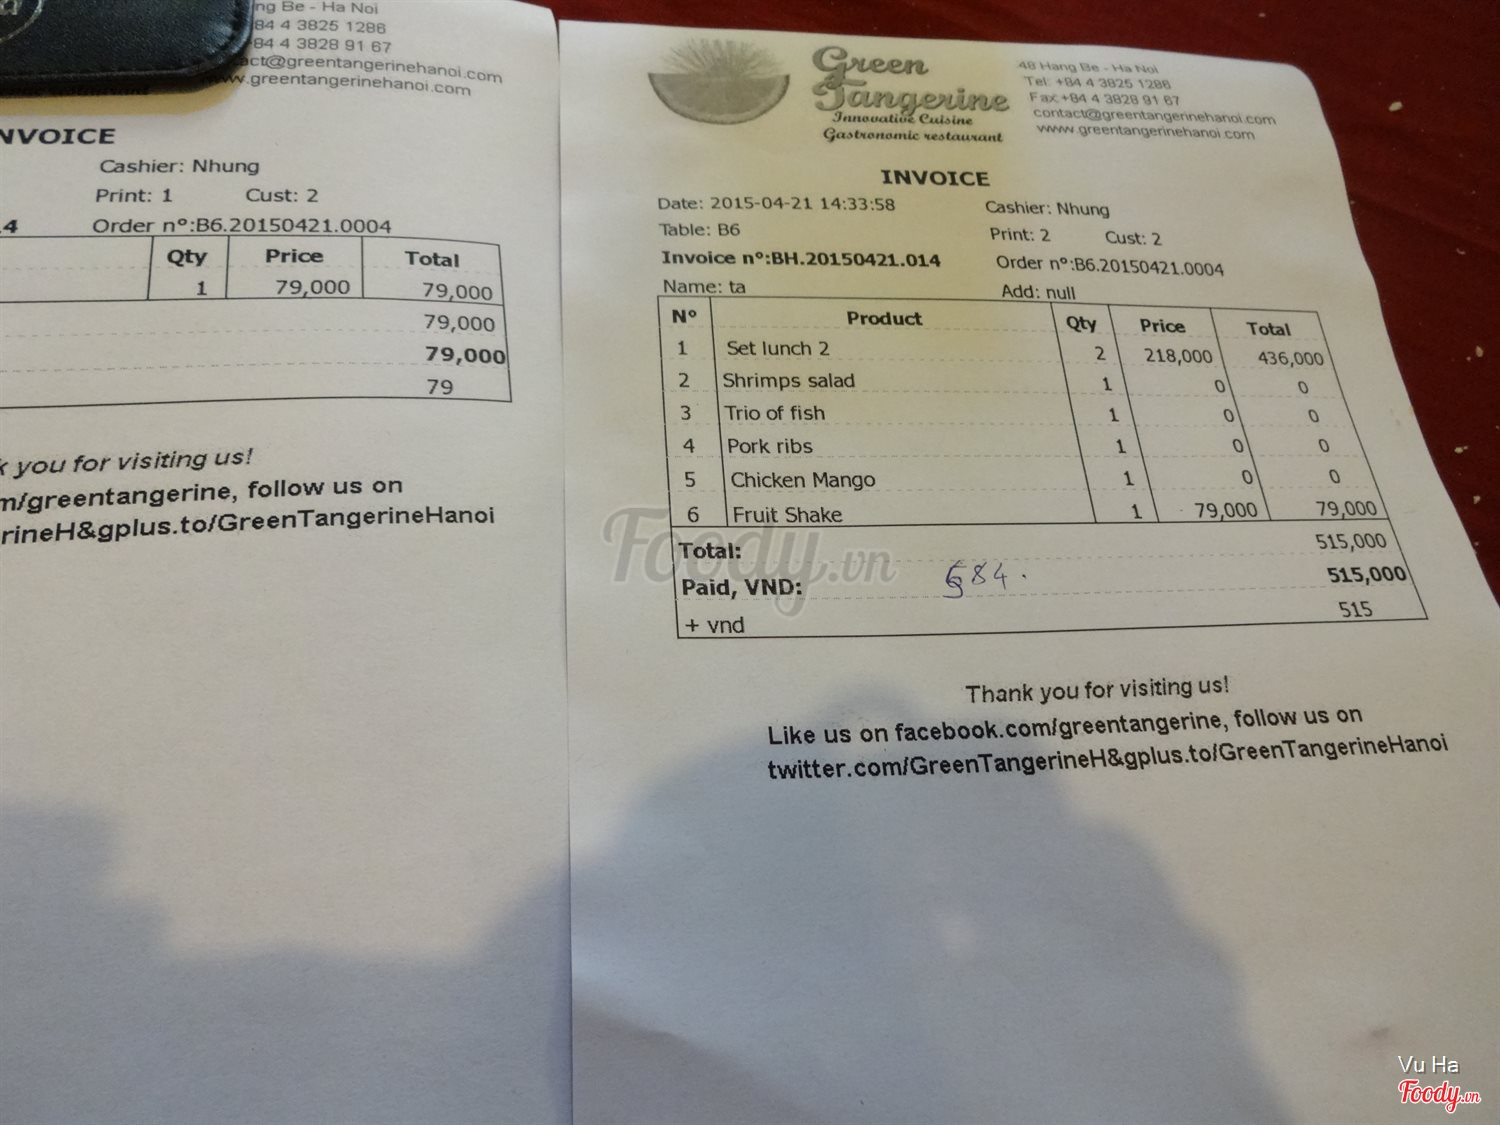 ng Be - Ha Noi
84 4 3825 1286
84 4 3828 91 67
act@greentangerinehanoi.com
www.greentangerinehanoi.com
NVOICE
Cashier: Nhung
Print: 1 Cust: 2
4 Order nº:B6.20150421.0004
Qty Price Total
1 79,000 79,000
79,000
79,000
79
k you for visiting us!
m/greentangerine, follow us on
rineH&gplus.to/GreenTangerineHanoi
Green
Tangerine
Innovative Cuisine
Gastronomic restaurant
48 Hang Be - Ha Noi
Tel: +84 4 3825 1286
Fax:+84 4 3828 91 67
contact@greentangerinehanoi.com
www.greentangerinehanoi.com
INVOICE
Date: 2015-04-21 14:33:58 Cashier: Nhung
Table: B6 Print: 2 Cust: 2
Invoice nº:BH.20150421.014 Order nº:B6.20150421.0004
Name: ta Add: null
Nº Product Qty Price Total
1 Set lunch 2 2 218,000 436,000
2 Shrimps salad 1 0 0
3 Trio of fish 1 0 0
4 Pork ribs 1 0 0
5 Chicken Mango 1 0 0
6 Fruit Shake 1 79,000 79,000
Total: 515,000
Paid, VND: 515,000
+ vnd 515
Thank you for visiting us!
Like us on facebook.com/greentangerine, follow us on
twitter.com/GreenTangerineH&gplus.to/GreenTangerineHanoi
Foody.vn
Vu Ha
Foody.vn